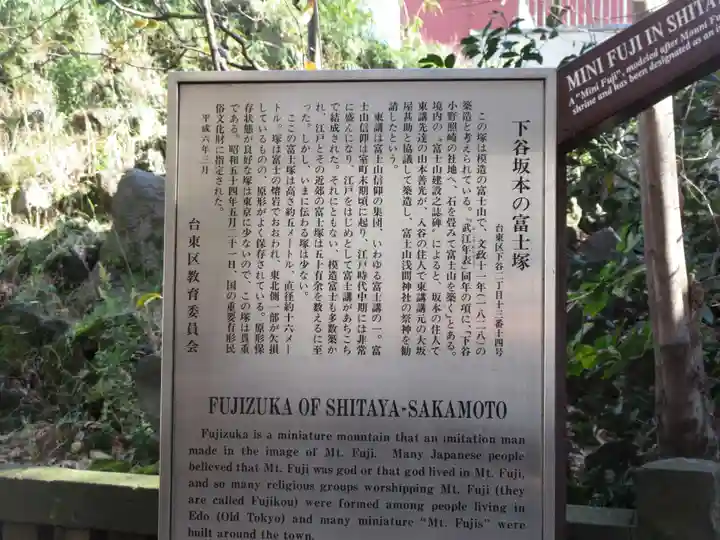 下谷坂本の富士塚
台東区下谷二丁目十三番十四号
この塚は模造の富士山で、文政十一年(一八二八)の
築造と考えられている。『武江年表』同年の項に、「下谷
小野照崎の社地へ、石を畳みて富士山を築く」とある。
境内の「富士山建設之誌碑」によると、坂本の住人で
東講先達の山本善光が、入谷の住人で東講講元の大坂
屋甚助と協議して築造し、富士山浅間神社の祭神を勧
請したという。
東講は富士山信仰の集団、いわゆる富士講の一。富
士山信仰は室町末期頃に起り、江戸時代中期には非常
に盛んになり、江戸をはじめとして富士講があちこち
で結成された。それにともない、模造富士も多数築か
れ、江戸とその近郊の富士塚は五十有余を数えるに至
った。しかし、いまに伝わる塚は少ない。
ここの富士塚は高さ約五メートル、直径約十六メー
トル。塚は富士の熔岩でおおわれ、東北側一部が欠損
しているものの、原形がよく保存されている。原形保
存状態が良好な塚は東京に少ないので、この塚は貴重
である。昭和五十四年五月二十一日、国の重要有形民
俗文化財に指定された。
平成六年三月
台東区教育委員会
FUJIZUKA OF SHITAYA-SAKAMOTO
Fujizuka is a miniature mountain that an imitation man
made in the image of Mt. Fuji. Many Japanese people
believed that Mt. Fuji was god or that god lived in Mt. Fuji,
and so many religious groups worshipping Mt. Fuji (they
are called Fujikou) were formed among people living in
Edo (Old Tokyo) and many miniature "Mt. Fujis" were
built around the town.
MINI FUJI IN SHITA
A "Mini Fuji", modeled after Mount F
shrine and has been designated as an